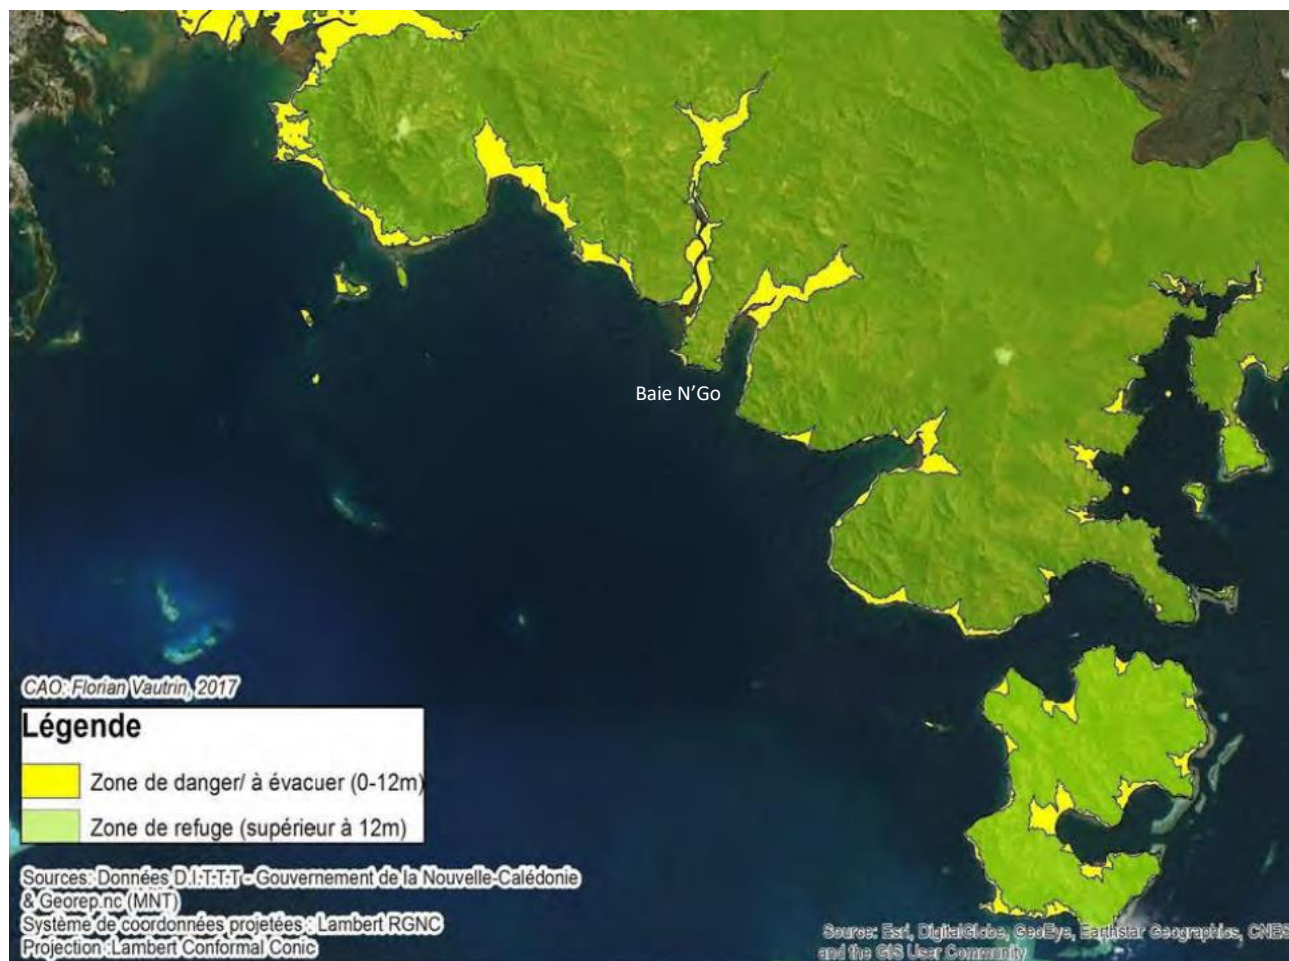 Baie N’Go
CAO: Florian Vautrin, 2017
Légende
Zone de danger/ à évacuer (0-12m)
Zone de refuge (supérieur à 12m)
Sources: Données D.I.T.T.T - Gouvernement de la Nouvelle-Calédonie
& Georep.nc (MNT)
Système de coordonnées projetées : Lambert RGNC
Projection :Lambert Conformal Conic
Source: Esri, DigitalGlobe, GeoEye, Earthstar Geographics, CNES
and the GIS User Community